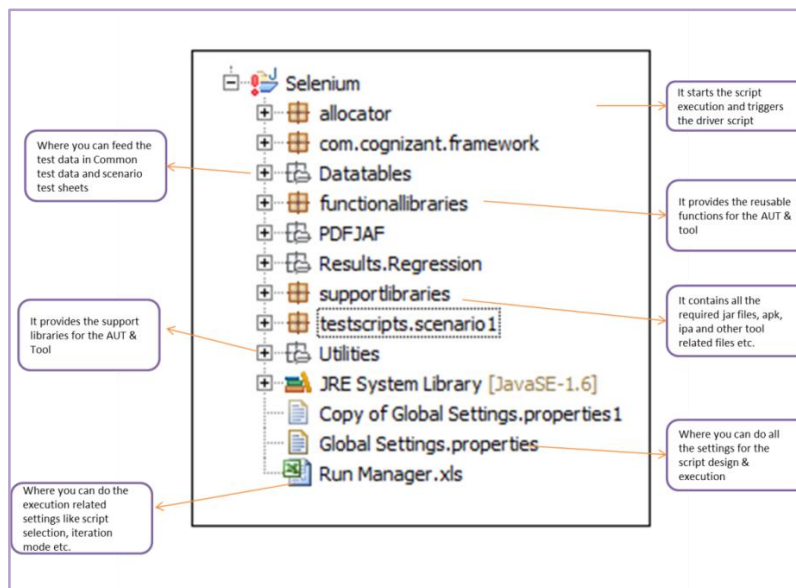 Selenium
allocator
com.cognizant.framework
Datatables
functionallibraries
PDFJAF
Results.Regression
supportlibraries
testscripts.scenario1
Utilities
JRE System Library [JavaSE-1.6]
Copy of Global Settings.properties1
Global Settings.properties
Run Manager.xls
Where you can feed the
test data in Common
test data and scenario
test sheets
It provides the support
libraries for the AUT &
Tool
Where you can do the
execution related
settings like script
selection, iteration
mode etc.
It starts the script
execution and triggers
the driver script
It provides the reusable
functions for the AUT &
tool
It contains all the
required jar files, apk,
ipa and other tool
related files etc.
Where you can do all
the settings for the
script design &
execution